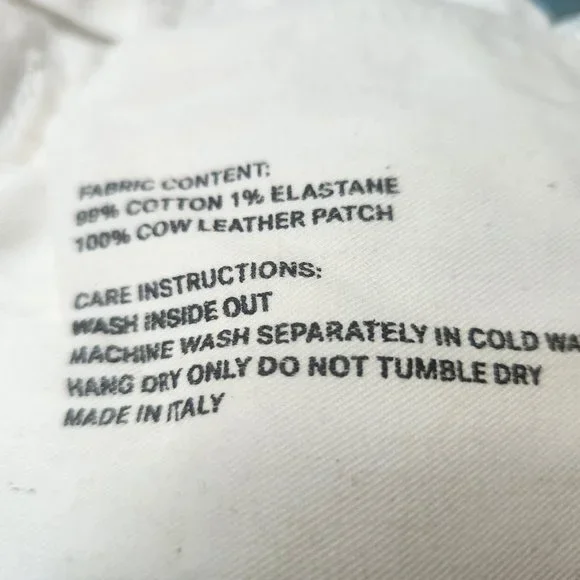 FABRIC CONTENT:
99% COTTON 1% ELASTANE
100% COW LEATHER PATCH
CARE INSTRUCTIONS:
WASH INSIDE OUT
MACHINE WASH SEPARATELY IN COLD WA
HANG DRY ONLY DO NOT TUMBLE DRY
MADE IN ITALY